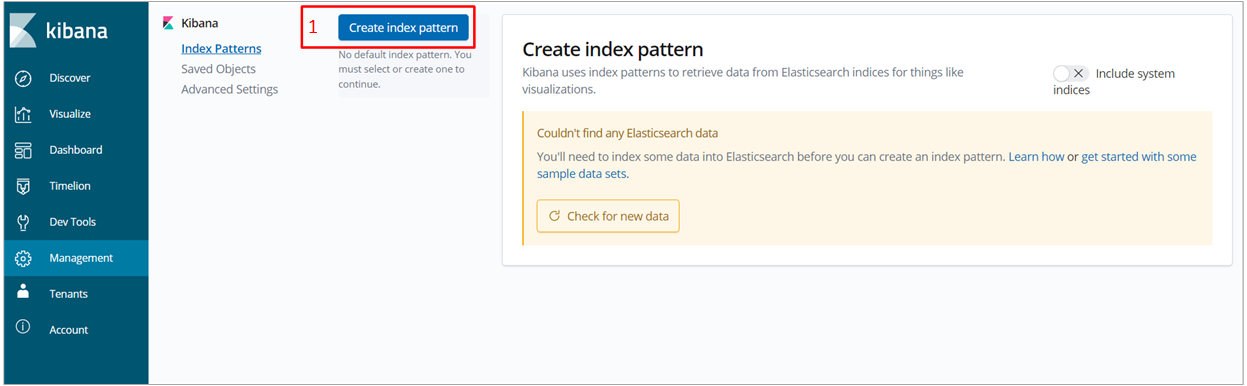 kibana
Discover
Visualize
Dashboard
Timelion
Dev Tools
Management
Tenants
Account
Kibana
Index Patterns
Saved Objects
Advanced Settings
1
Create index pattern
No default index pattern. You
must select or create one to
continue.
Create index pattern
Kibana uses index patterns to retrieve data from Elasticsearch indices for things like
visualizations.
Include system
indices
Couldn't find any Elasticsearch data
You'll need to index some data into Elasticsearch before you can create an index pattern. Learn how or get started with some
sample data sets.
Check for new data